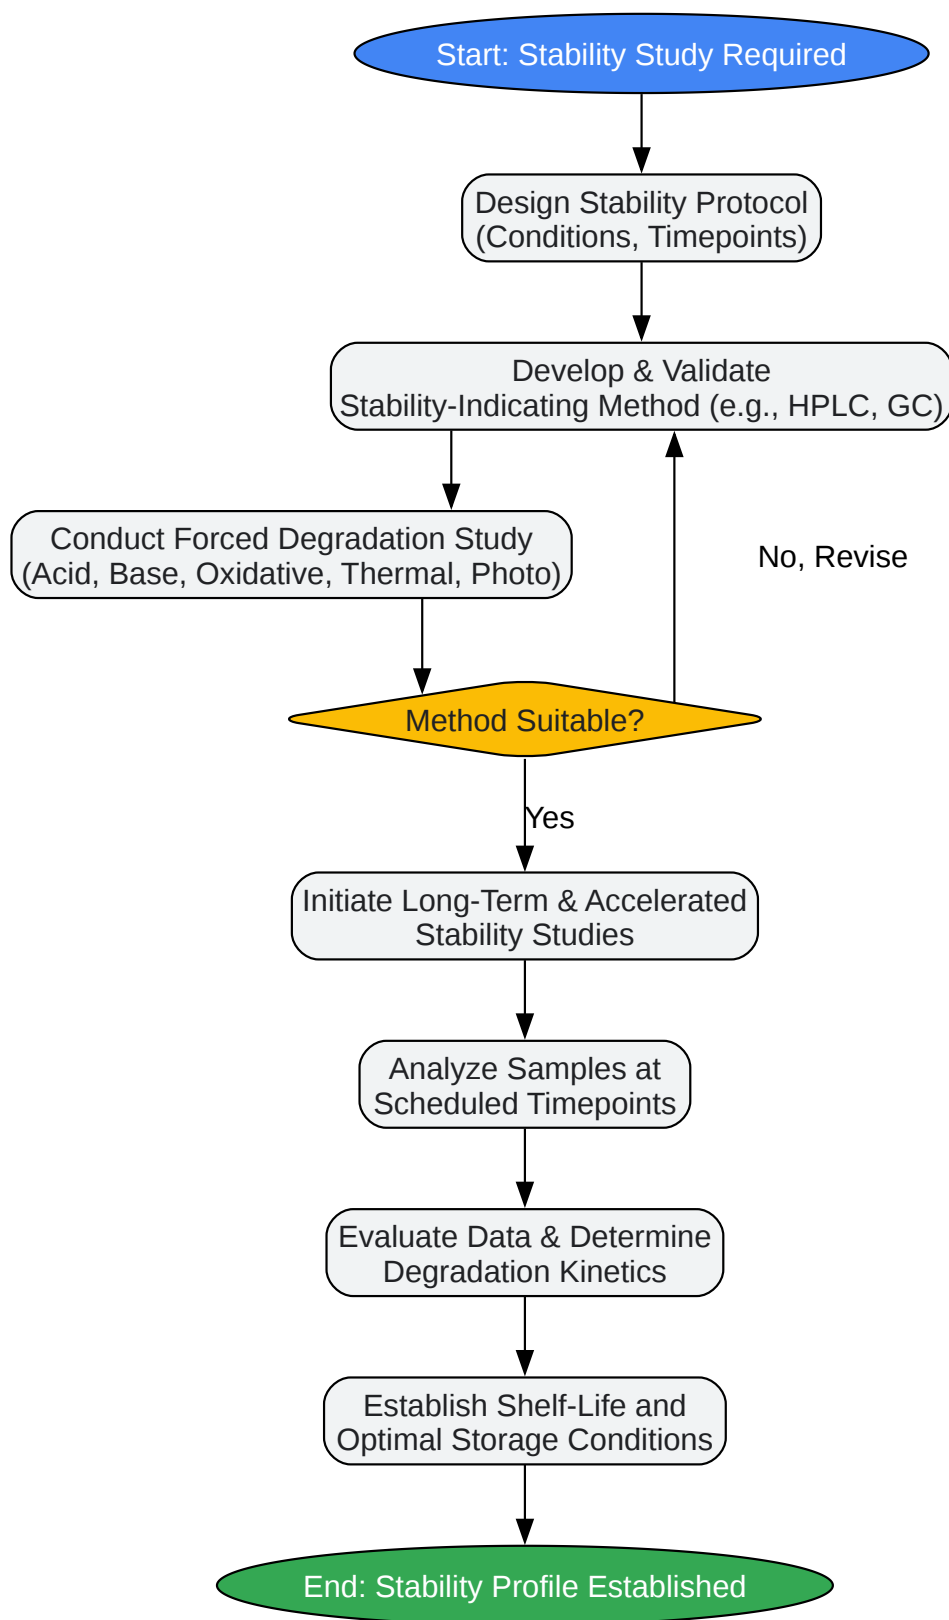 Start: Stability Study Required
Design Stability Protocol
(Conditions, Timepoints)
Develop & Validate
Stability-Indicating Method (e.g., HPLC, GC)
Conduct Forced Degradation Study
(Acid, Base, Oxidative, Thermal, Photo)
No, Revise
Method Suitable?
Yes
Initiate Long-Term & Accelerated
Stability Studies
Analyze Samples at
Scheduled Timepoints
Evaluate Data & Determine
Degradation Kinetics
Establish Shelf-Life and
Optimal Storage Conditions
End: Stability Profile Established